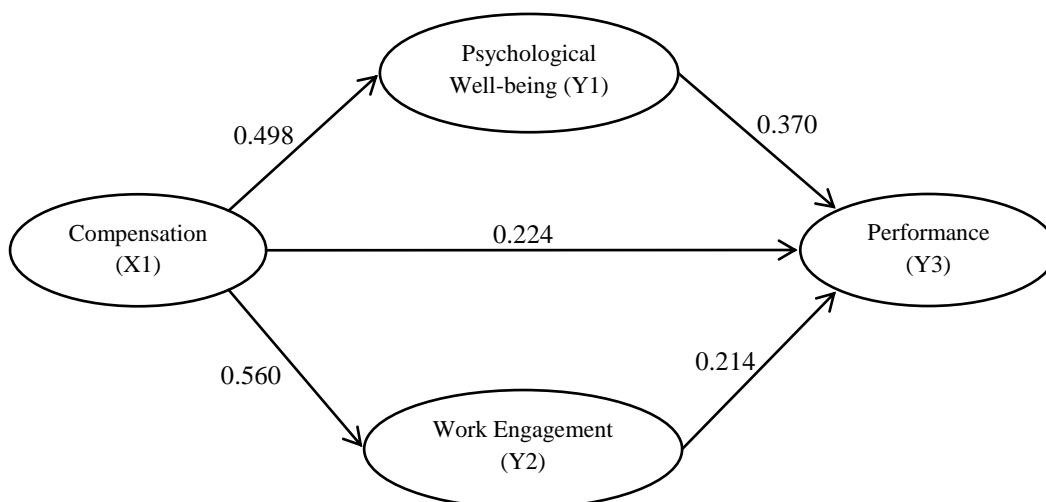 Psychological
Well-being (Y1)
0.498
0.370
Compensation
(X1)
0.224
Performance
(Y3)
0.560
0.214
Work Engagement
(Y2)